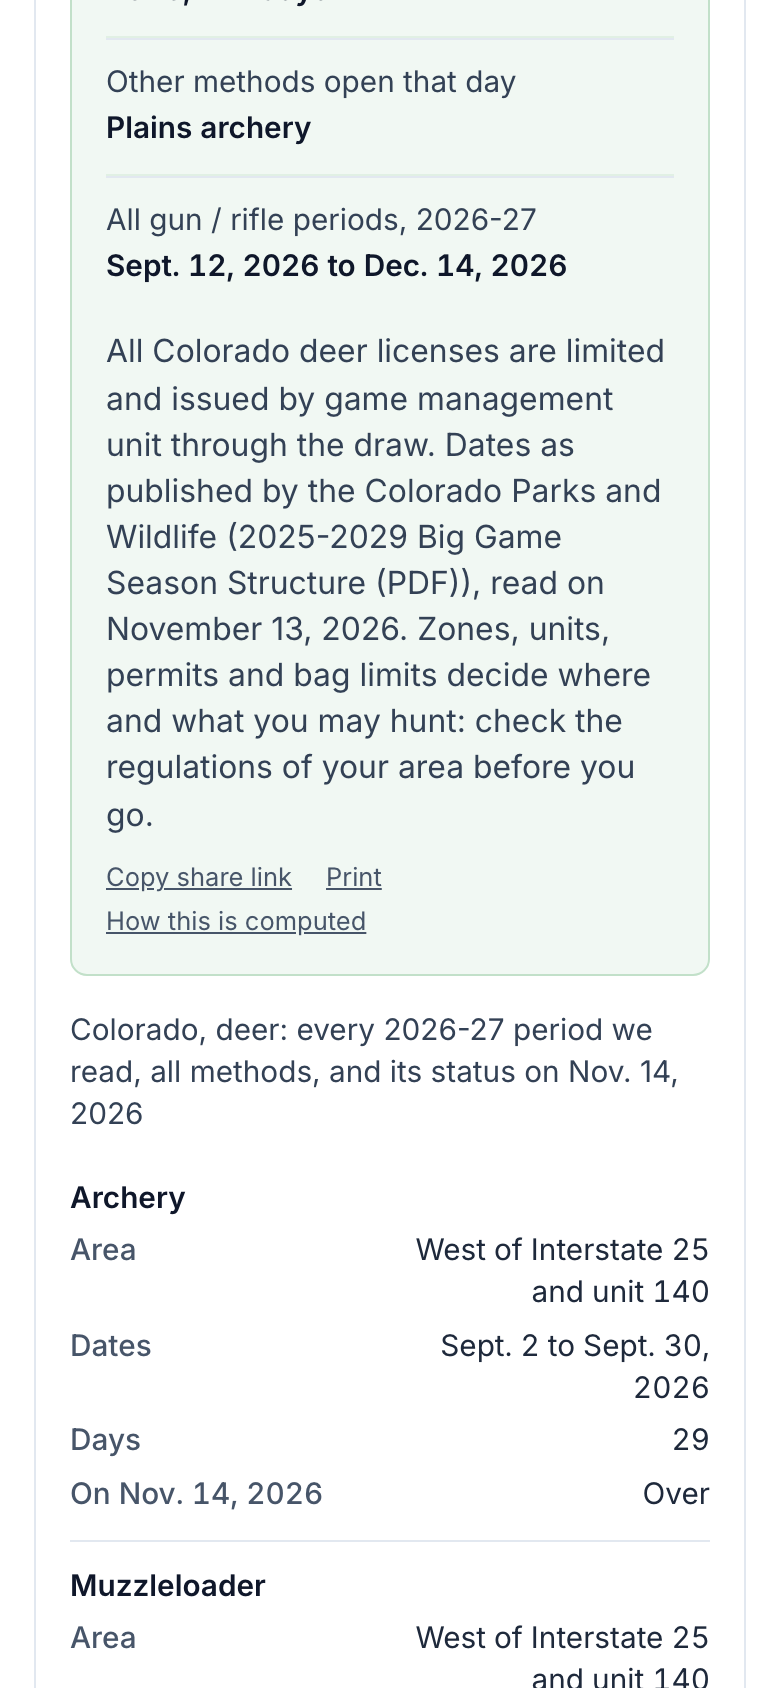 Other methods open that day
Plains archery
All gun / rifle periods, 2026-27
Sept. 12, 2026 to Dec. 14, 2026
All Colorado deer licenses are limited
and issued by game management
unit through the draw. Dates as
published by the Colorado Parks and
Wildlife (2025-2029 Big Game
Season Structure (PDF)), read on
November 13, 2026. Zones, units,
permits and bag limits decide where
and what you may hunt: check the
regulations of your area before you
go.
Copy share link Print
How this is computed
Colorado, deer: every 2026-27 period we
read, all methods, and its status on Nov. 14,
2026
Archery
Area West of Interstate 25
and unit 140
Dates Sept. 2 to Sept. 30,
2026
Days 29
On Nov. 14, 2026 Over
Muzzleloader
Area West of Interstate 25
and unit 140